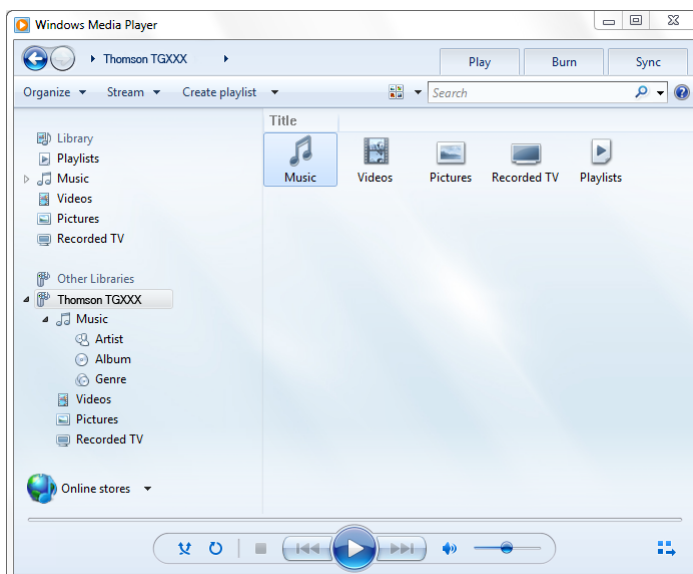 Windows Media Player
Thomson TGXXX
Play Burn Sync
Organize Stream Create playlist Search
Title
Library
Playlists
Music
Videos
Pictures
Recorded TV
Music Videos Pictures Recorded TV Playlists
Other Libraries
Thomson TGXXX
Music
Artist
Album
Genre
Videos
Pictures
Recorded TV
Online stores